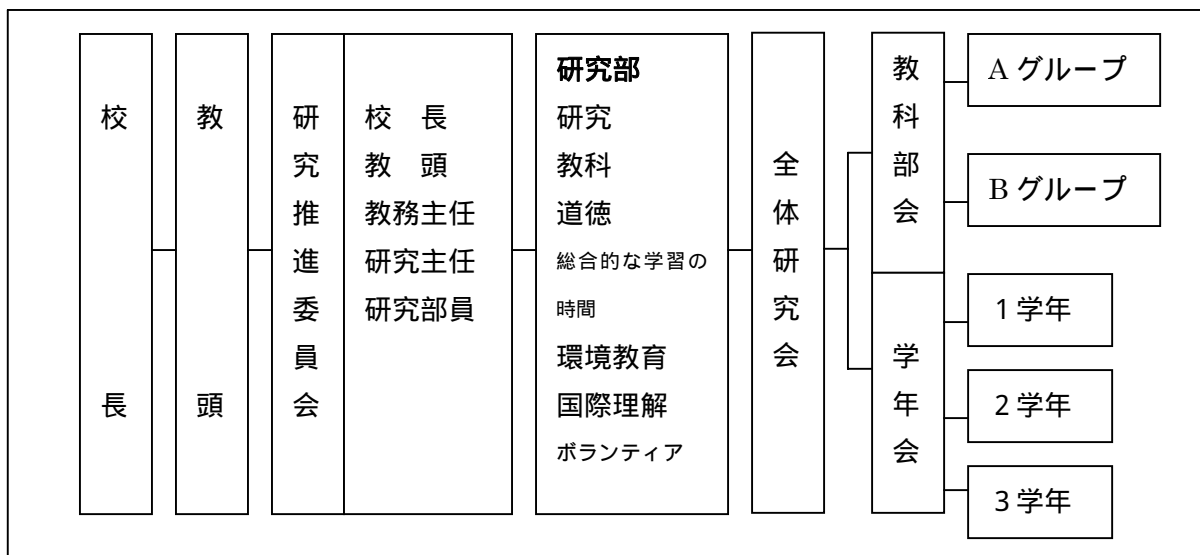 校長
教頭
研究推進委員会
校　長
教　頭
教務主任
研究主任
研究部員
研究部
研究
教科
道徳
総合的な学習の
時間
環境教育
国際理解
ボランティア
全体研究会
教科部会
A グループ
B グループ
学年会
1 学年
2 学年
3 学年